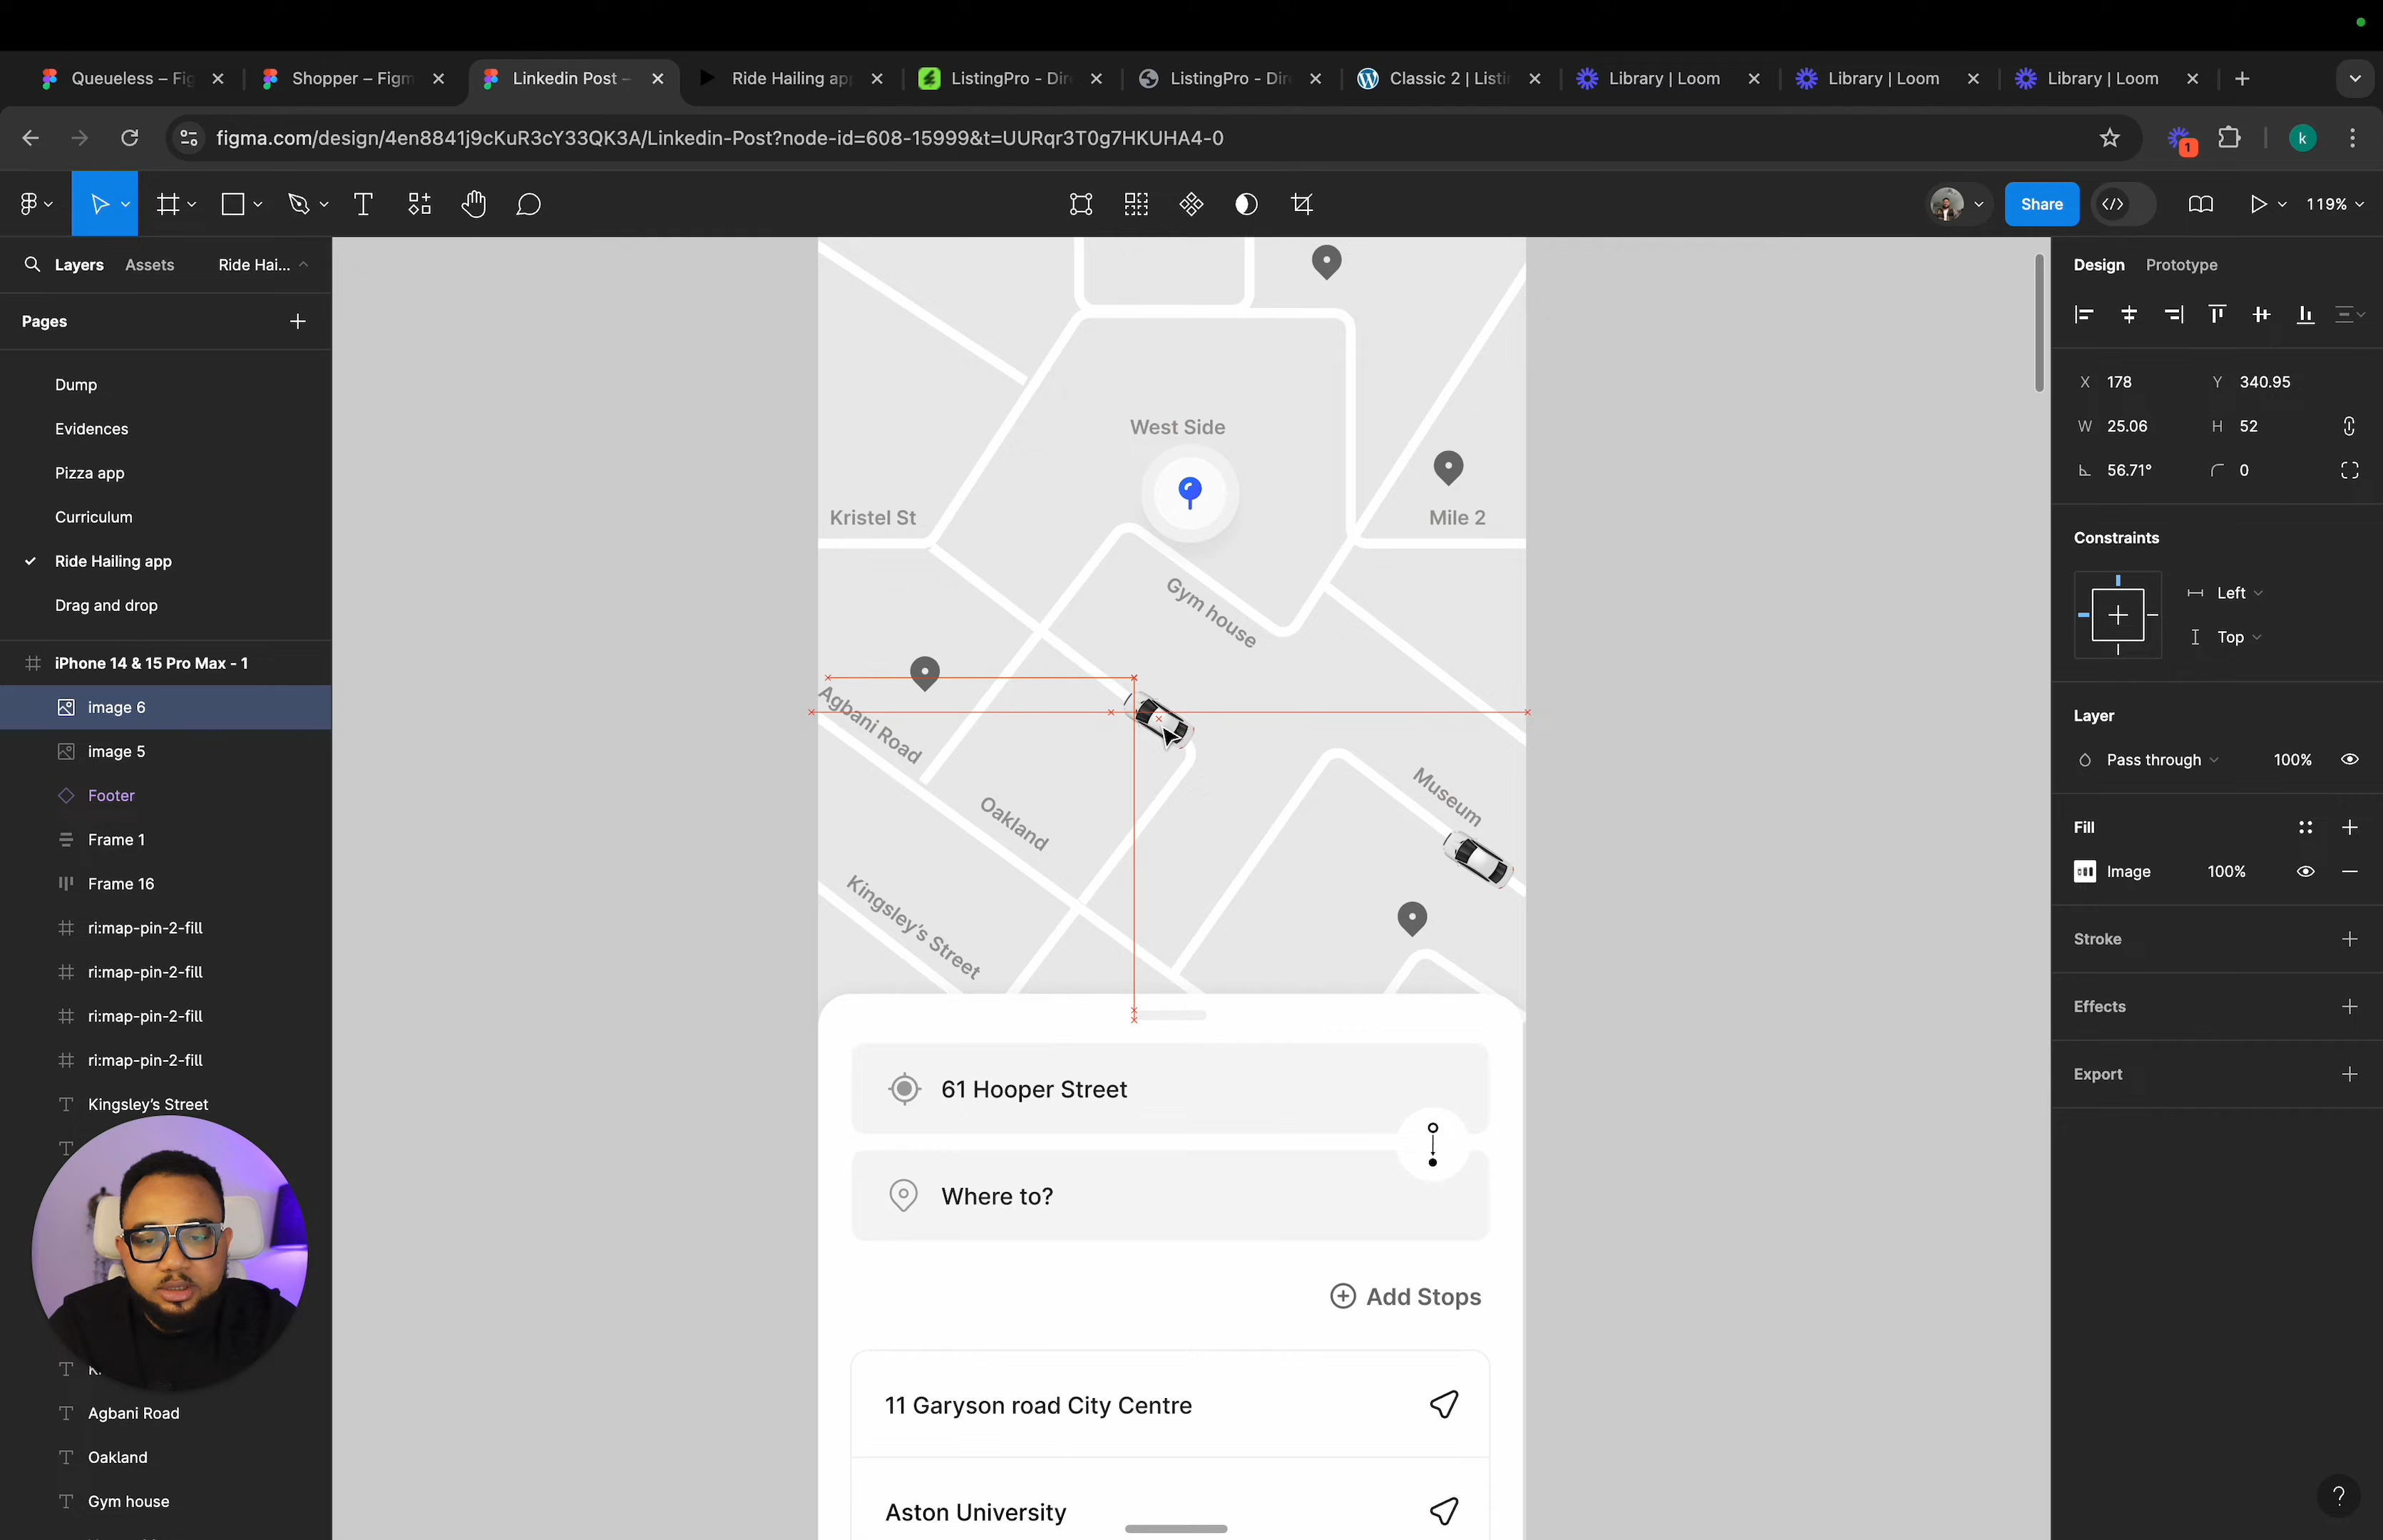 Queueless – Fig
Shopper – Figm
Linkedin Post –
Ride Hailing ap
ListingPro - Dir
ListingPro - Dir
Classic 2 | Listi
Library | Loom
Library | Loom
Library | Loom
figma.com/design/4en8841j9cKuR3cY33QK3A/Linkedin-Post?node-id=608-15999&t=UURqr3T0g7HKUHA4-0
1
k
Share
119%
Layers
Assets
Ride Hai...
Pages
Dump
Evidences
Pizza app
Curriculum
Ride Hailing app
Drag and drop
iPhone 14 & 15 Pro Max - 1
image 6
image 5
Footer
Frame 1
Frame 16
ri:map-pin-2-fill
ri:map-pin-2-fill
ri:map-pin-2-fill
ri:map-pin-2-fill
Kingsley's Street
Agbani Road
Oakland
Gym house
West Side
Kristel St
Mile 2
Gym house
Agbani Road
Oakland
Museum
Kingsley's Street
61 Hooper Street
Where to?
Add Stops
11 Garyson road City Centre
Aston University
Design
Prototype
X 178
Y 340.95
W 25.06
H 52
56.71°
0
Constraints
Left
Top
Layer
Pass through
100%
Fill
Image
100%
Stroke
Effects
Export
?